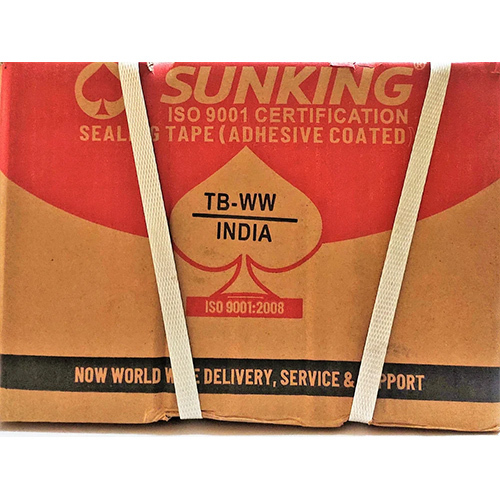 SUNKING
ISO 9001 CERTIFICATION
TAPE (ADHESIVE COATED)
TB-WW
INDIA
ISO 9001:2008
NOW WORLD DELIVERY, SERVICE &